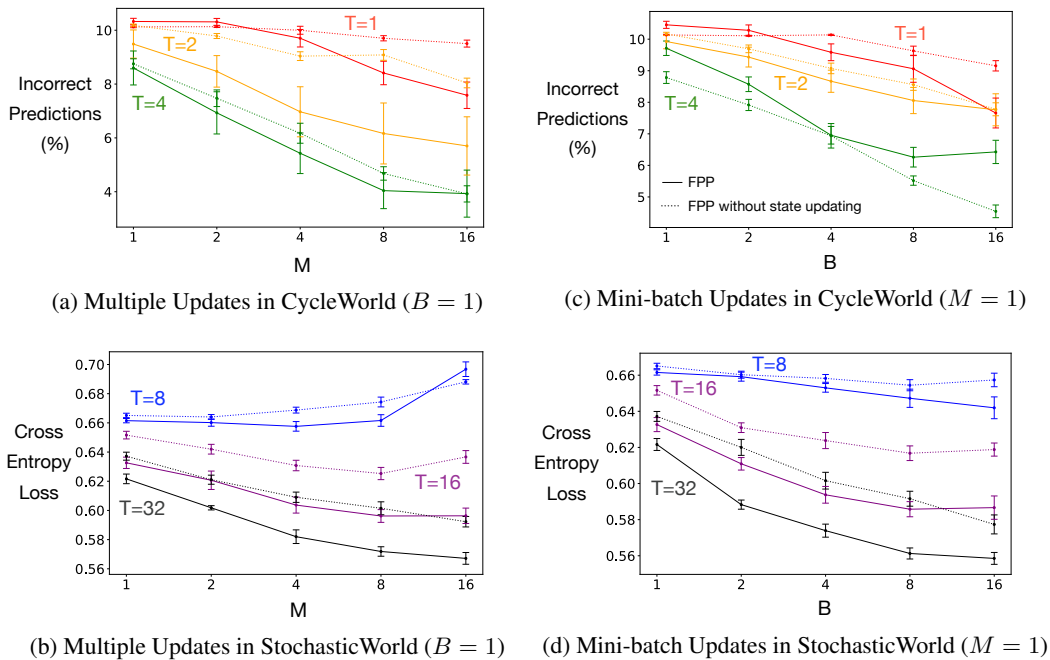 10
8
6
4
Incorrect
Predictions
(%)
T=1
T=2
T=4
1 2 4 8 16
M
(a) Multiple Updates in CycleWorld (B = 1)
10
9
8
7
6
5
Incorrect
Predictions
(%)
T=1
T=2
T=4
FPP
FPP without state updating
1 2 4 8 16
B
(c) Mini-batch Updates in CycleWorld (M = 1)
0.70
0.68
0.66
0.64
0.62
0.60
0.58
0.56
Cross
Entropy
Loss
T=8
T=16
T=32
1 2 4 8 16
M
(b) Multiple Updates in StochasticWorld (B = 1)
0.66
0.64
0.62
0.60
0.58
0.56
Cross
Entropy
Loss
T=8
T=16
T=32
1 2 4 8 16
B
(d) Mini-batch Updates in StochasticWorld (M = 1)